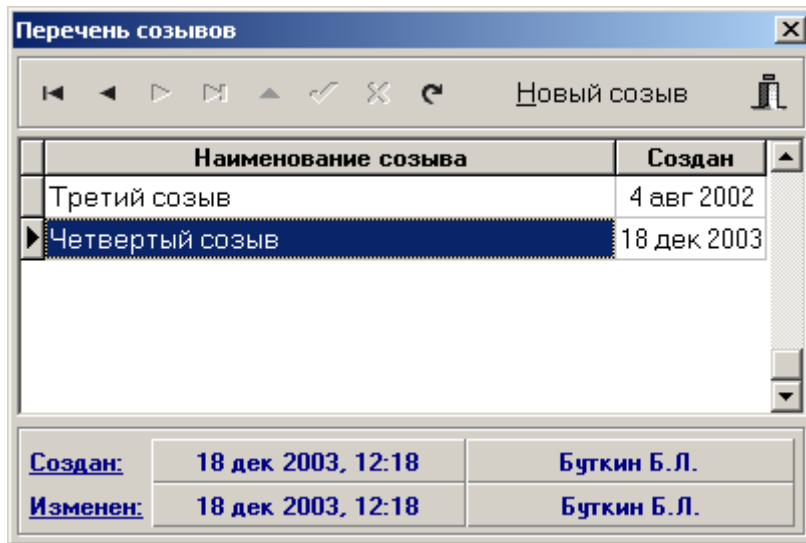 Перечень созывов
Новый созыв
Наименование созыва Создан
Третий созыв 4 авг 2002
Четвертый созыв 18 дек 2003
Создан: 18 дек 2003, 12:18 Буткин Б.Л.
Изменен: 18 дек 2003, 12:18 Буткин Б.Л.